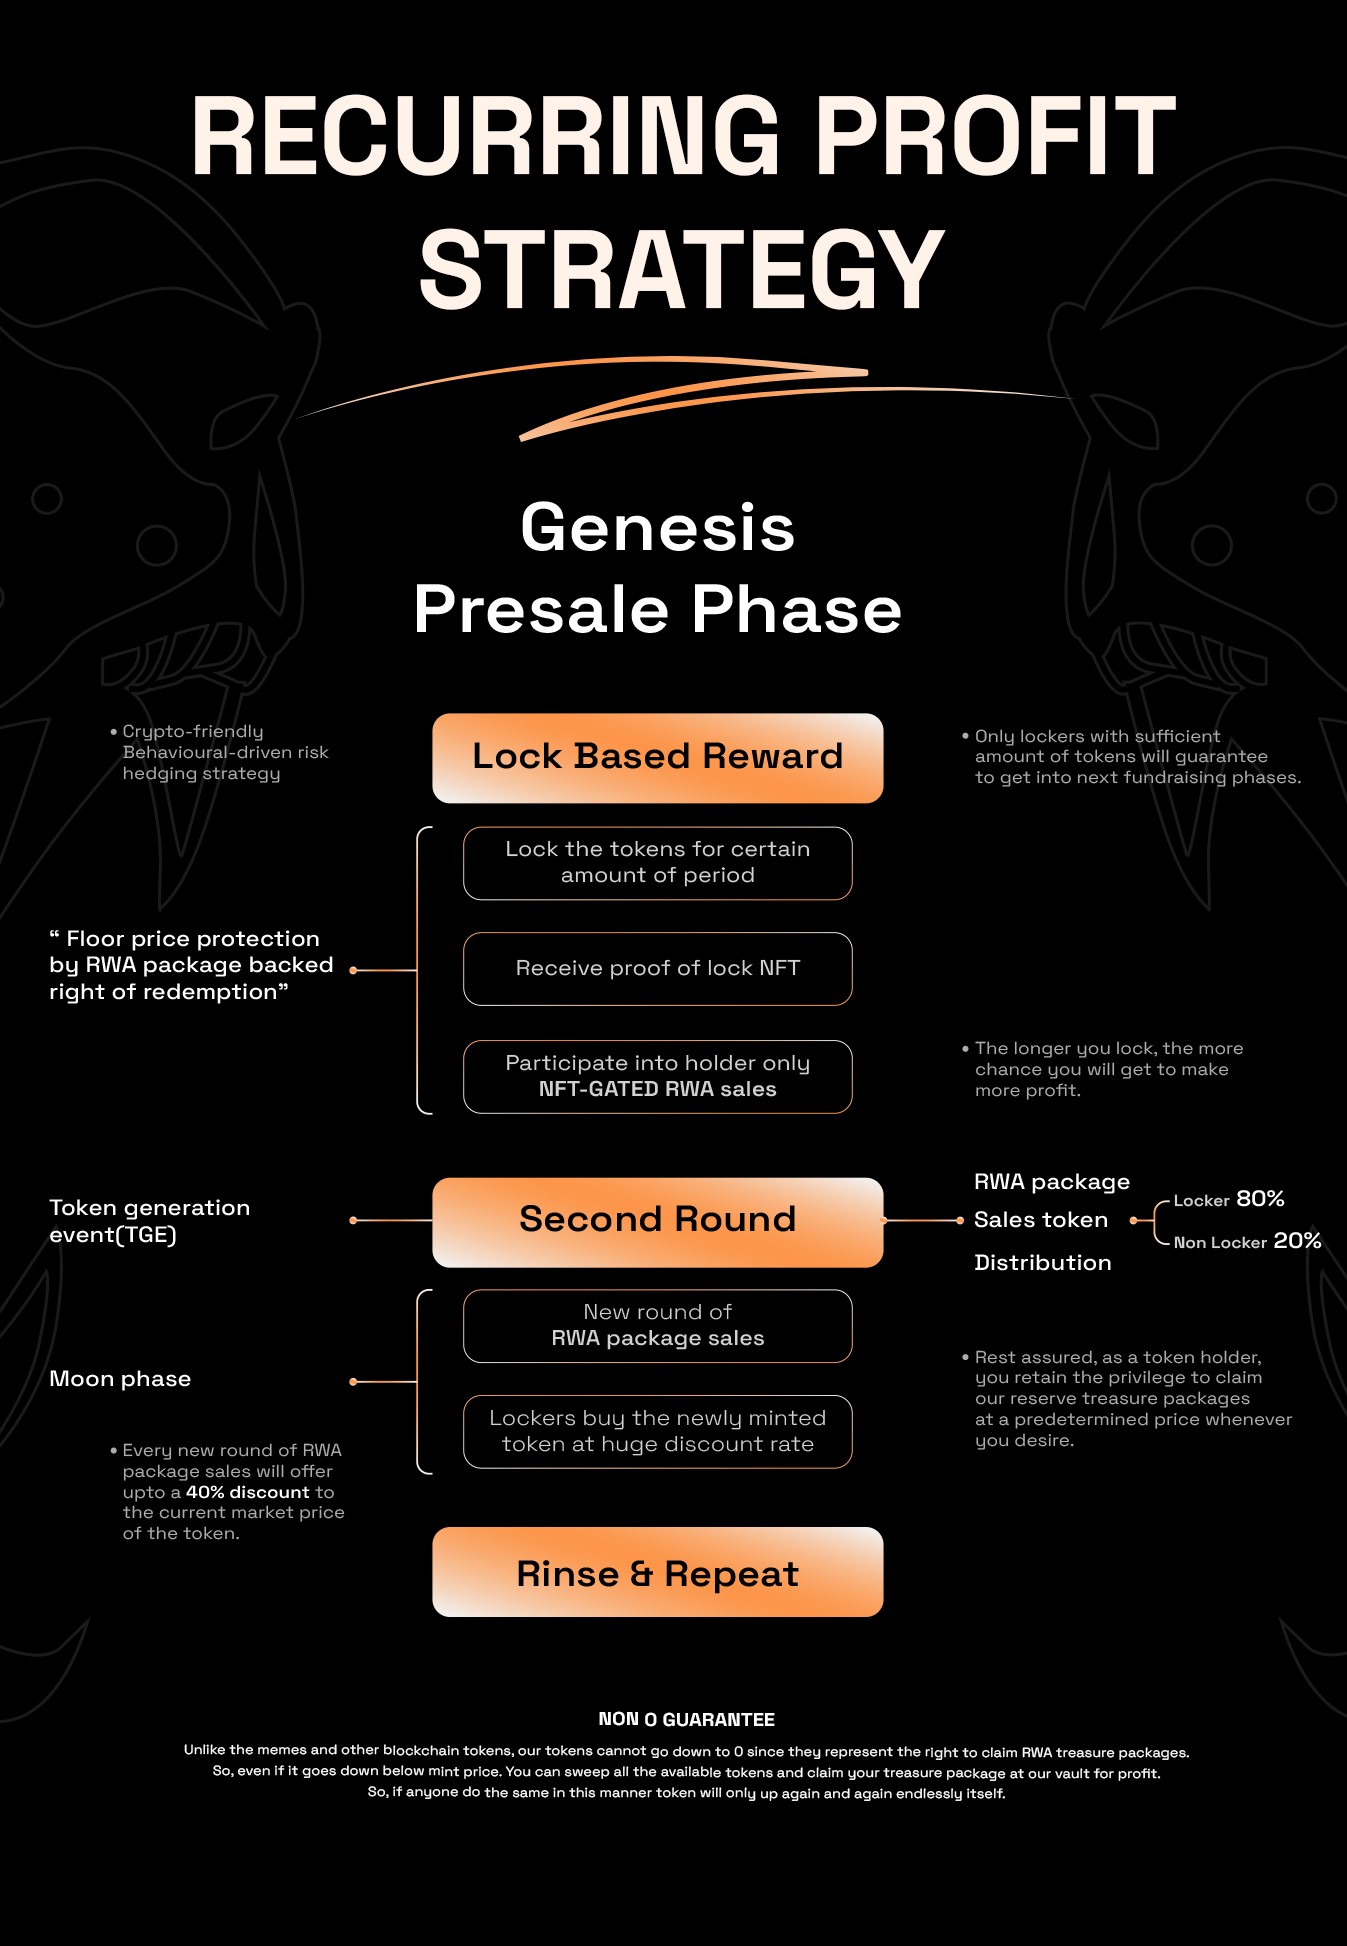 RECURRING PROFIT
STRATEGY
Genesis
Presale Phase
• Crypto-friendly
Behavioural-driven risk
hedging strategy
Lock Based Reward
• Only lockers with sufficient
amount of tokens will guarantee
to get into next fundraising phases.
Lock the tokens for certain
amount of period
“ Floor price protection
by RWA package backed
right of redemption”
Receive proof of lock NFT
Participate into holder only
NFT-GATED RWA sales
• The longer you lock, the more
chance you will get to make
more profit.
Token generation
event(TGE)
Second Round
RWA package
Sales token
Distribution
Locker 80%
Non Locker 20%
New round of
RWA package sales
Moon phase
Lockers buy the newly minted
token at huge discount rate
• Rest assured, as a token holder,
you retain the privilege to claim
our reserve treasure packages
at a predetermined price whenever
you desire.
• Every new round of RWA
package sales will offer
upto a 40% discount to
the current market price
of the token.
Rinse & Repeat
NON 0 GUARANTEE
Unlike the memes and other blockchain tokens, our tokens cannot go down to 0 since they represent the right to claim RWA treasure packages.
So, even if it goes down below mint price. You can sweep all the available tokens and claim your treasure package at our vault for profit.
So, if anyone do the same in this manner token will only up again and again endlessly itself.